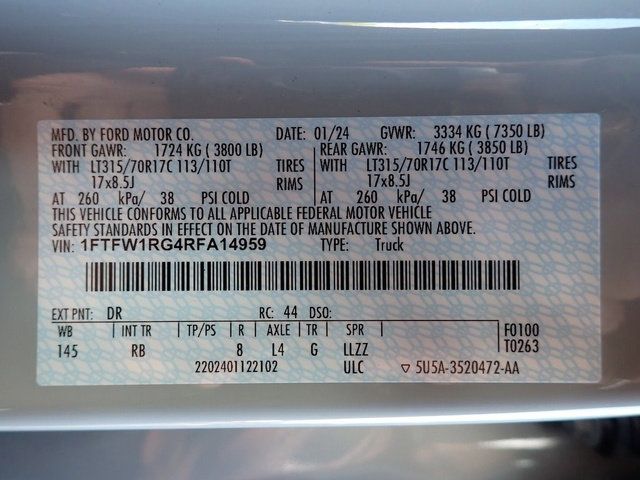 MFD. BY FORD MOTOR CO. DATE: 01/24 GVWR: 3334 KG ( 7350 LB)
FRONT GAWR: 1724 KG ( 3800 LB) REAR GAWR: 1746 KG ( 3850 LB)
WITH LT315/70R17C 113/110T TIRES WITH LT315/70R17C 113/110T TIRES
17x8.5J RIMS 17x8.5J RIMS
AT 260 kPa/ 38 PSI COLD AT 260 kPa/ 38 PSI COLD
THIS VEHICLE CONFORMS TO ALL APPLICABLE FEDERAL MOTOR VEHICLE
SAFETY STANDARDS IN EFFECT ON THE DATE OF MANUFACTURE SHOWN ABOVE.
VIN: 1FTFW1RG4RFA14959 TYPE: Truck
EXT PNT: DR RC: 44 DSO:
WB INT TR TP/PS R AXLE TR SPR F0100
145 RB 8 L4 G LLZZ T0263
2202401122102 ULC ▽ 5U5A-3520472-AA